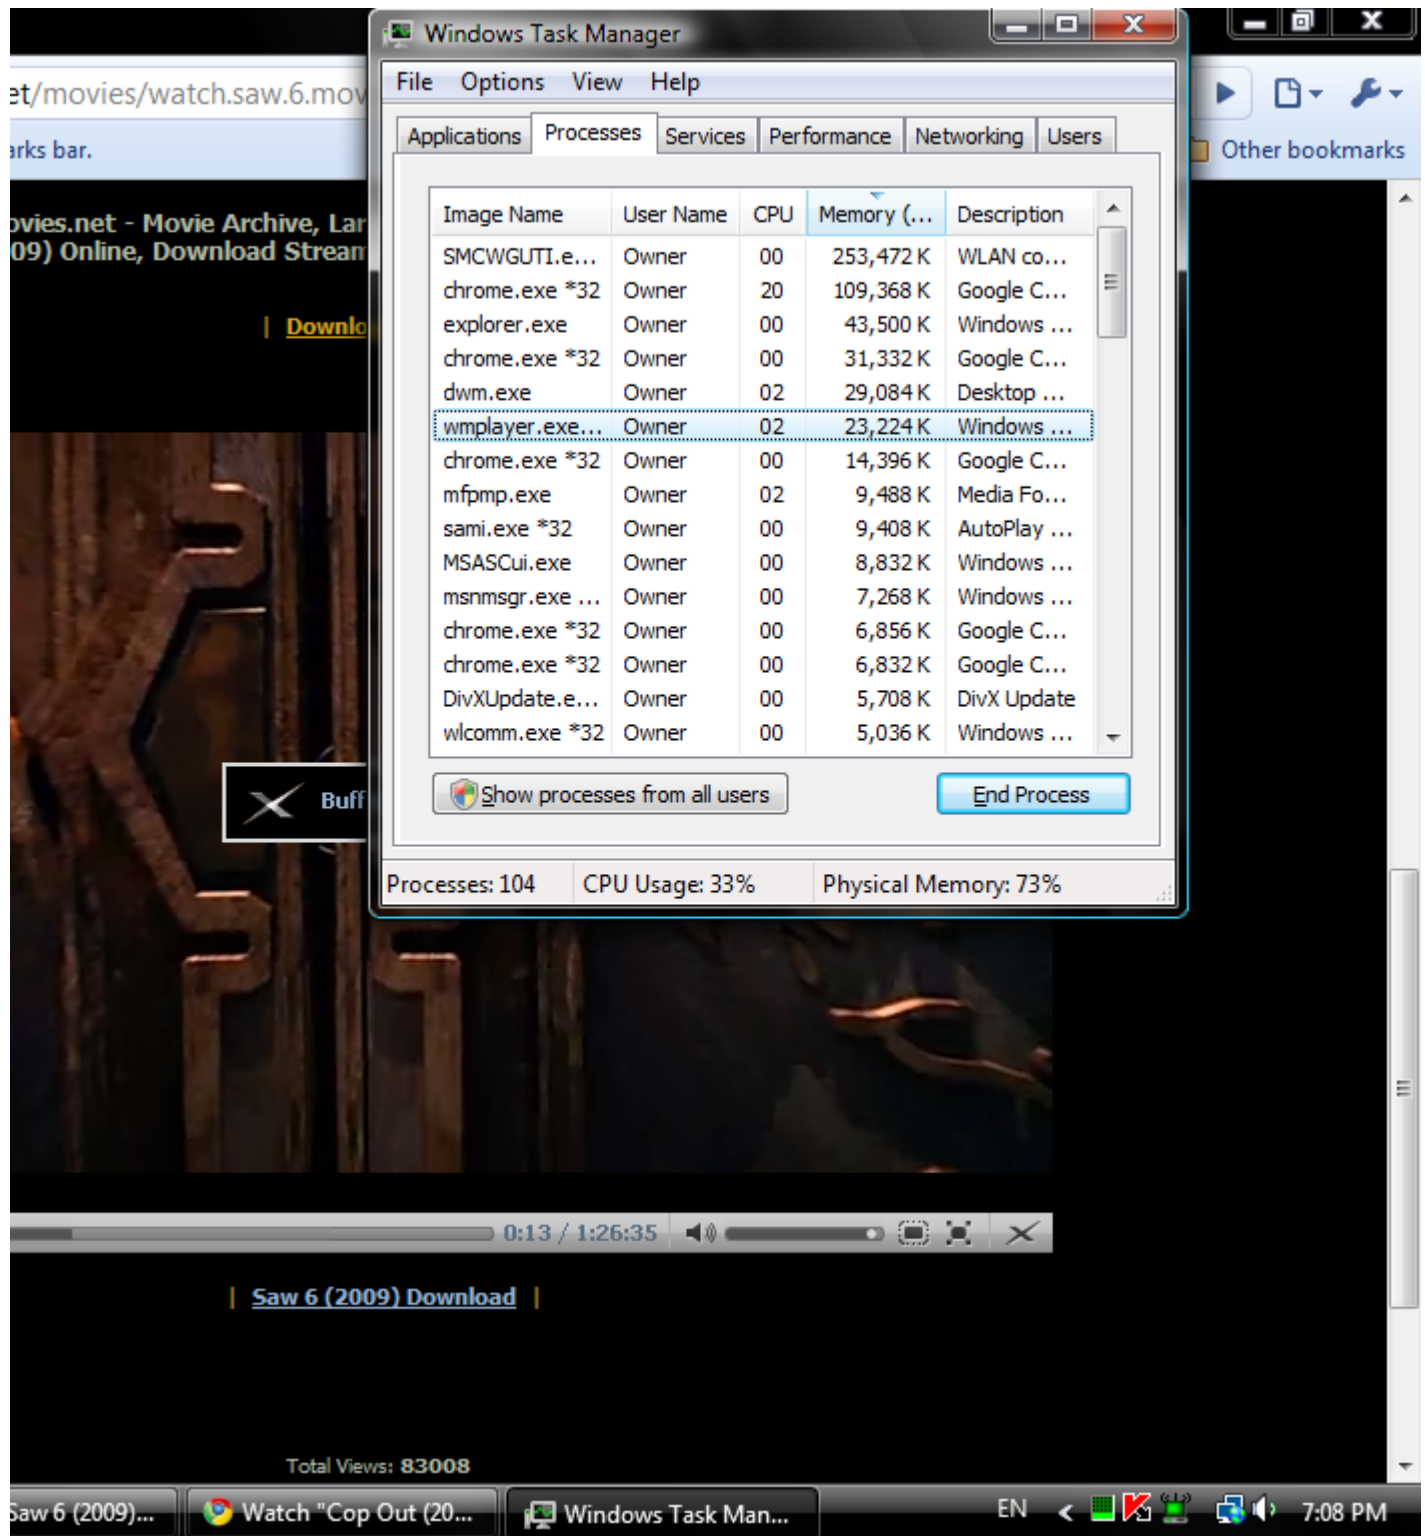 Windows Task Manager
et/movies/watch.saw.6.mov
File Options View Help
arks bar.
Other bookmarks
Applications Processes Services Performance Networking Users
ovies.net - Movie Archive, Lar
09) Online, Download Stream
| Downlo
Image Name User Name CPU Memory (... Description
SMCWGUTI.e... Owner 00 253,472 K WLAN co...
chrome.exe *32 Owner 20 109,368 K Google C...
explorer.exe Owner 00 43,500 K Windows ...
chrome.exe *32 Owner 00 31,332 K Google C...
dwm.exe Owner 02 29,084 K Desktop ...
wmplayer.exe... Owner 02 23,224 K Windows ...
chrome.exe *32 Owner 00 14,396 K Google C...
mfpmp.exe Owner 02 9,488 K Media Fo...
sami.exe *32 Owner 00 9,408 K AutoPlay ...
MSASCui.exe Owner 00 8,832 K Windows ...
msnmsgr.exe ... Owner 00 7,268 K Windows ...
chrome.exe *32 Owner 00 6,856 K Google C...
chrome.exe *32 Owner 00 6,832 K Google C...
DivXUpdate.e... Owner 00 5,708 K DivX Update
wlcomm.exe *32 Owner 00 5,036 K Windows ...
Buff
Show processes from all users End Process
Processes: 104 CPU Usage: 33% Physical Memory: 73%
0:13 / 1:26:35
| Saw 6 (2009) Download |
Total Views: 83008
Saw 6 (2009)... Watch "Cop Out (20... Windows Task Man... EN < 7:08 PM